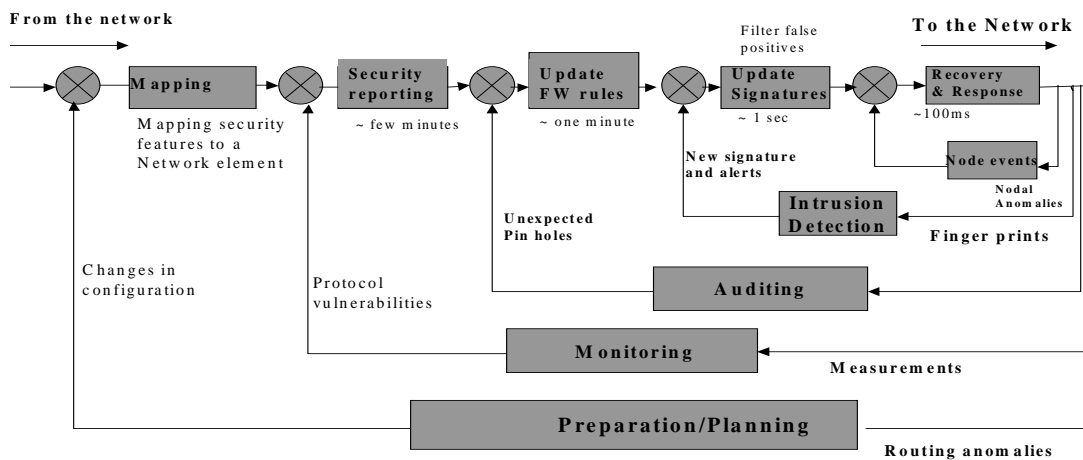 From the network
To the Network
Filter false
positives
Mapping
Security
reporting
Update
FW rules
Update
Signatures
Recovery
& Response
Mapping security
features to a
Network element
~ few minutes
~ one minute
~ 1 sec
~100ms
New signature
and alerts
Node events
Nodal
Anomalies
Intrusion
Detection
Finger prints
Unexpected
Pin holes
Changes in
configuration
Protocol
vulnerabilities
Auditing
Monitoring
Measurements
Preparation/Planning
Routing anomalies